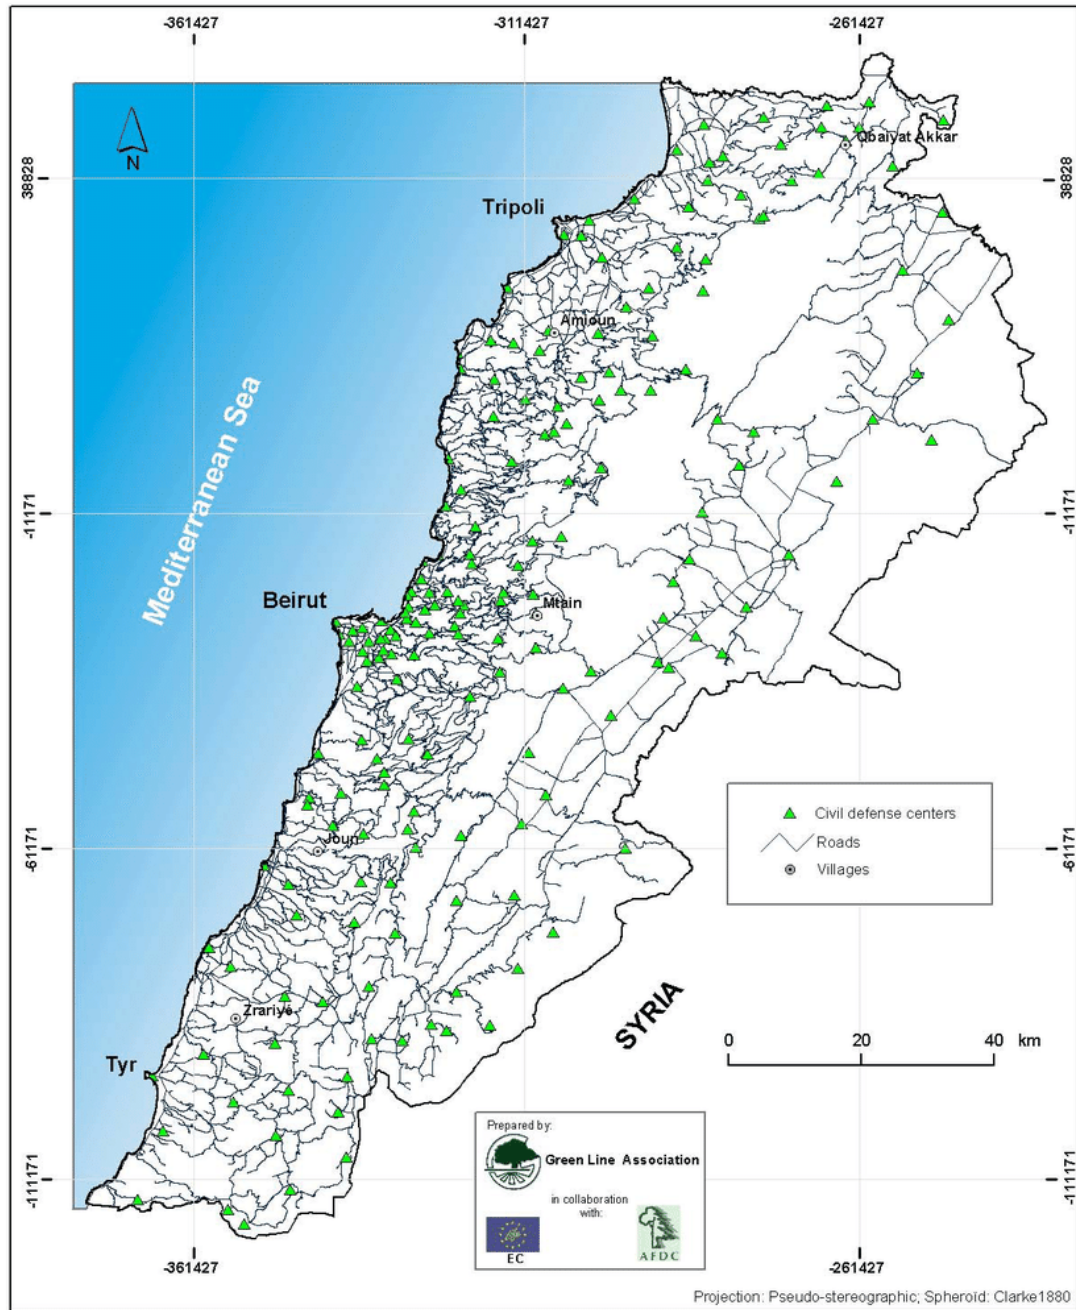 -361427
-311427
-261427
N
Qbaiyat Akkar
38828
38828
Tripoli
Amioun
Mediterranean Sea
-11171
-11171
Beirut
Mtain
Civil defense centers
Roads
Villages
Joun
-61171
-61171
SYRIA
Zrariyé
0 20 40 km
Tyr
Prepared by:
Green Line Association
in collaboration
with:
EC
AFDC
-111171
-111171
-361427
-261427
Projection: Pseudo-stereographic; Spheroïd: Clarke1880